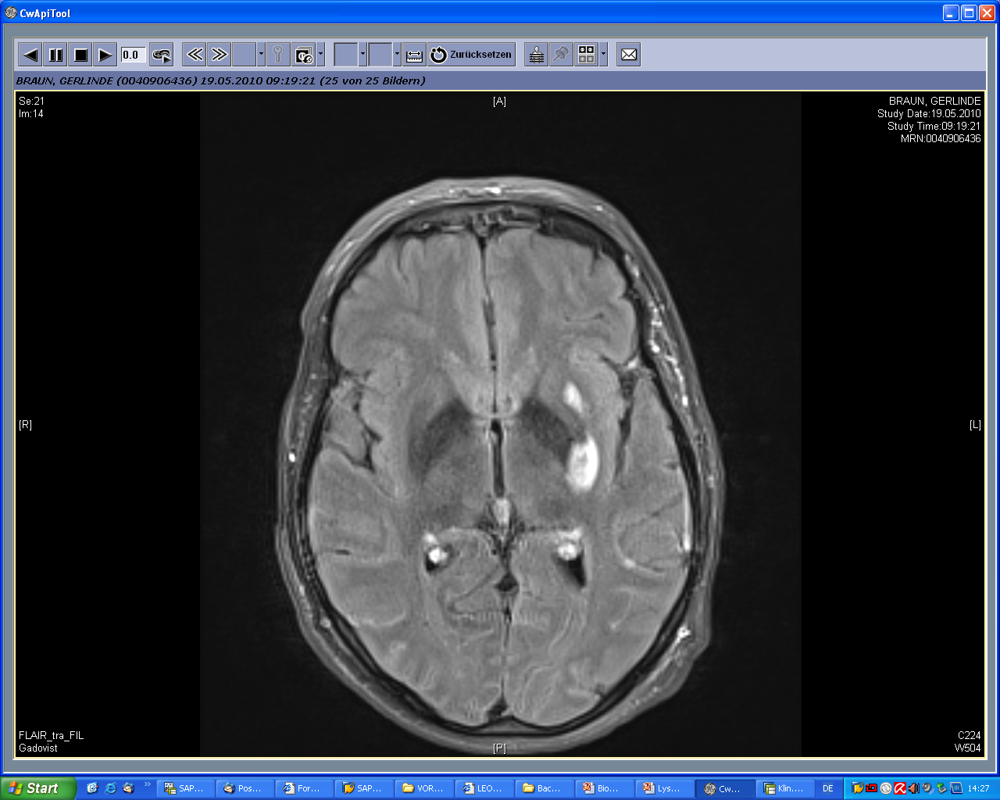 CwApiTool
0.0
Zurücksetzen
BRAUN, GERLINDE (0040906436) 19.05.2010 09:19:21 (25 von 25 Bildern)
Se:21
Im:14
[A]
BRAUN, GERLINDE
Study Date:19.05.2010
Study Time:09:19:21
MRN:0040906436
[R]
[L]
FLAIR_tra_FIL
Gadovist
[P]
C224
W504
Start
SAP...
Pos...
For...
SAP...
VOR...
LEO...
Bac...
Bio...
Lys...
Cw...
Klin...
DE
14:27